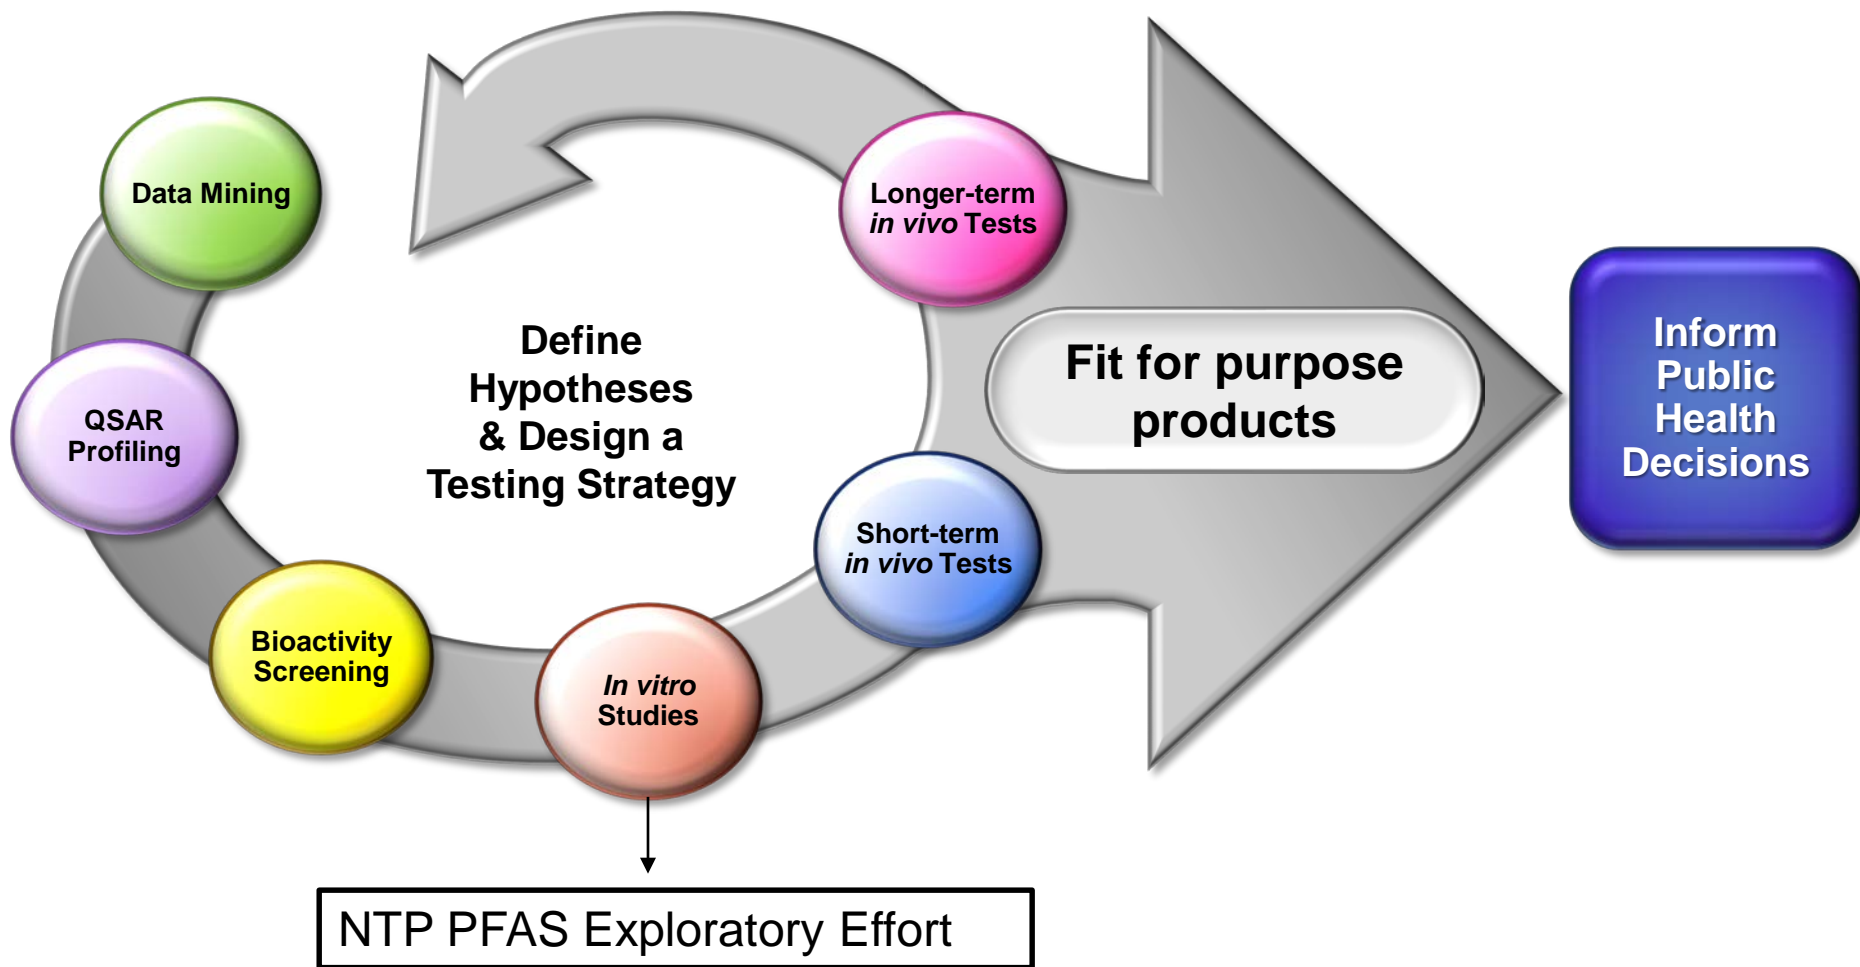 Data Mining
QSAR
Profiling
Bioactivity
Screening
In vitro
Studies
Short-term
in vivo Tests
Longer-term
in vivo Tests
Define
Hypotheses
& Design a
Testing Strategy
Fit for purpose
products
Inform
Public
Health
Decisions
NTP PFAS Exploratory Effort